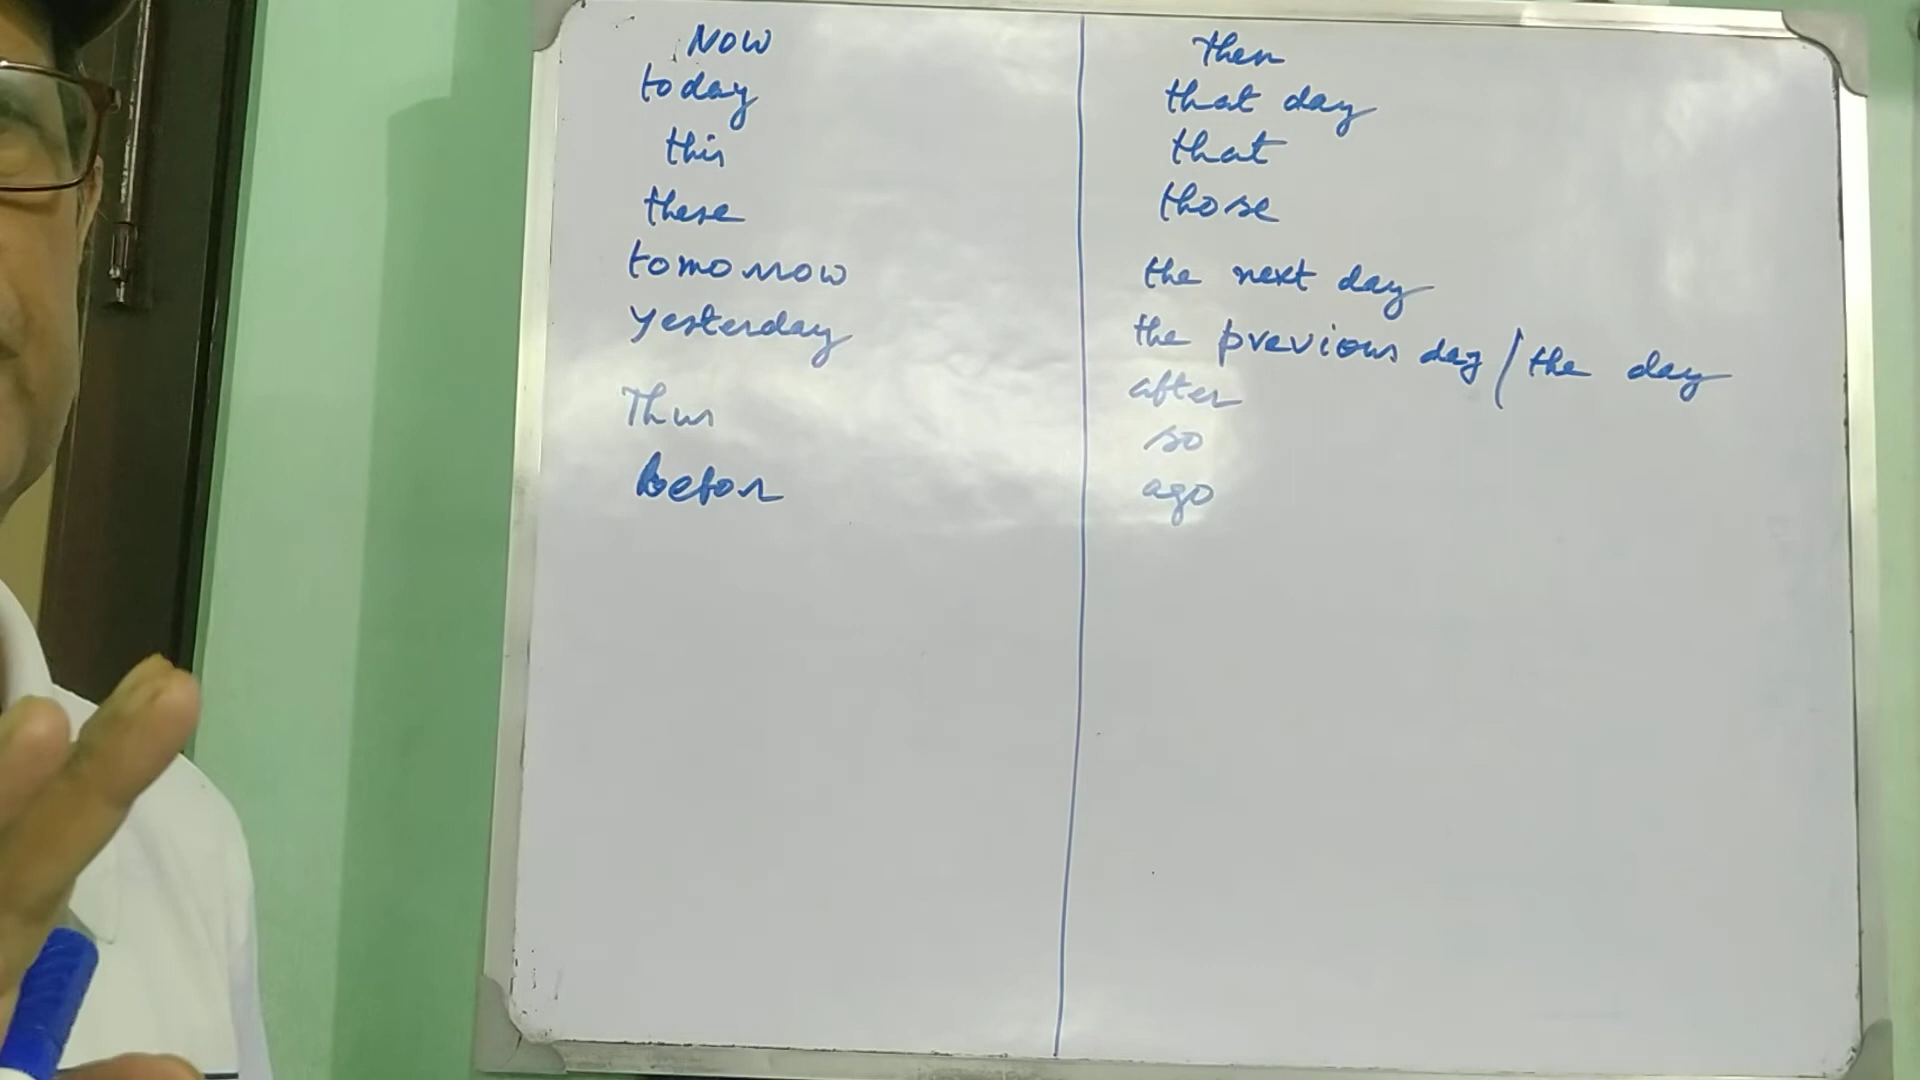 Now then
today that day
this that
these those
tomorrow the next day
yesterday the previous day / the day
after
Thus so
befor ago